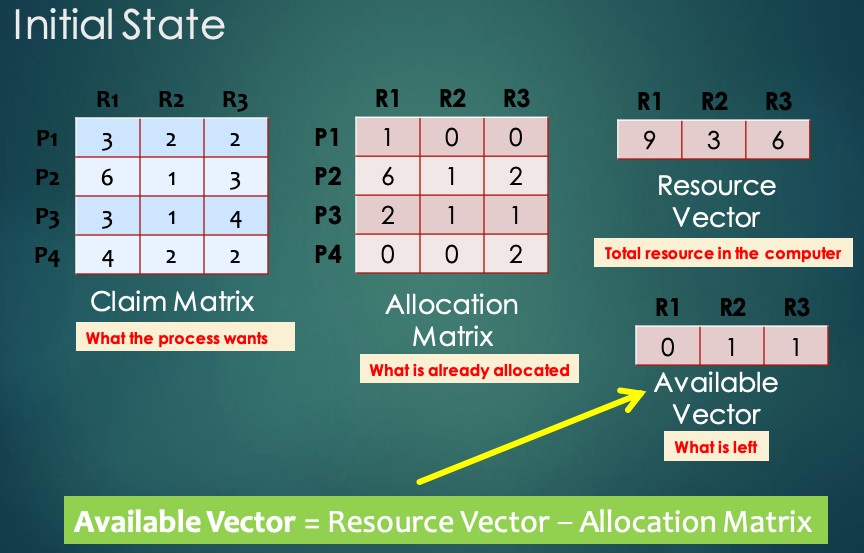 Initial State
R1 R2 R3
P1 3 2 2
P2 6 1 3
P3 3 1 4
P4 4 2 2
Claim Matrix
What the process wants
R1 R2 R3
P1 1 0 0
P2 6 1 2
P3 2 1 1
P4 0 0 2
Allocation
Matrix
What is already allocated
R1 R2 R3
9 3 6
Resource
Vector
Total resource in the computer
R1 R2 R3
0 1 1
Available
Vector
What is left
Available Vector = Resource Vector – Allocation Matrix